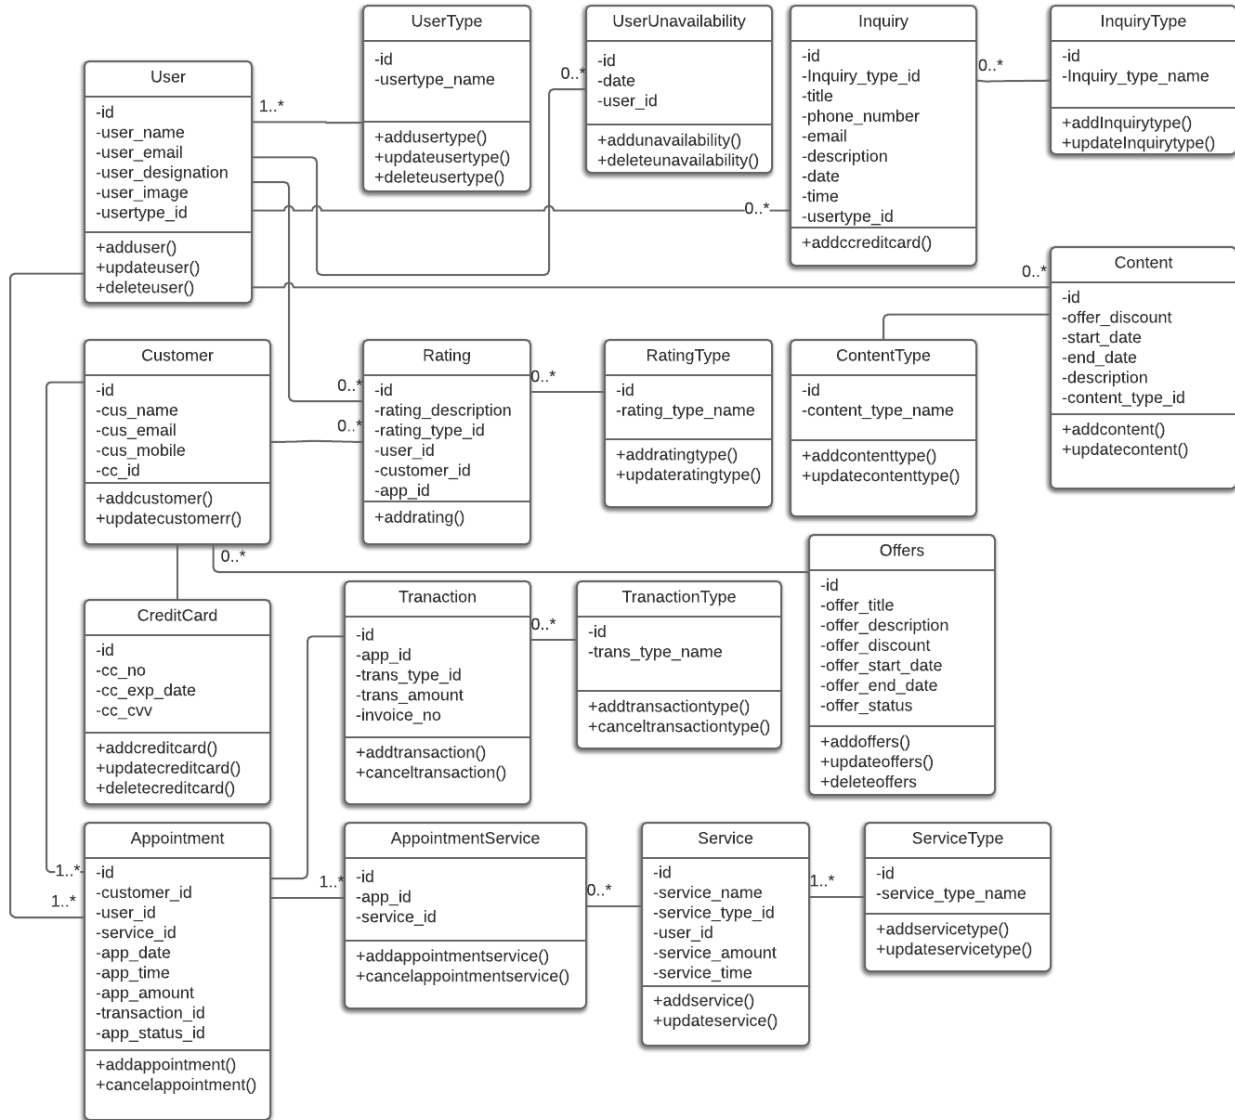 User
-id
-user_name
-user_email
-user_designation
-user_image
-usertype_id
+adduser()
+updateuser()
+deleteuser()
UserType
-id
-usertype_name
+addusertype()
+updateusertype()
+deleteusertype()
1..*
UserUnavailability
-id
-date
-user_id
+addunavailability()
+deleteunavailability()
0..*
Inquiry
-id
-Inquiry_type_id
-title
-phone_number
-email
-description
-date
-time
-usertype_id
+addccreditcard()
0..*
0..*
InquiryType
-id
-Inquiry_type_name
+addInquirytype()
+updateInquirytype()
Content
-id
-offer_discount
-start_date
-end_date
-description
-content_type_id
+addcontent()
+updatecontent()
0..*
Customer
-id
-cus_name
-cus_email
-cus_mobile
-cc_id
+addcustomer()
+updatecustomerr()
Rating
-id
-rating_description
-rating_type_id
-user_id
-customer_id
-app_id
+addrating()
0..*
0..*
0..*
RatingType
-id
-rating_type_name
+addratingtype()
+updateratingtype()
ContentType
-id
-content_type_name
+addcontenttype()
+updatecontenttype()
0..*
Offers
-id
-offer_title
-offer_description
-offer_discount
-offer_start_date
-offer_end_date
-offer_status
+addoffers()
+updateoffers()
+deleteoffers
CreditCard
-id
-cc_no
-cc_exp_date
-cc_cvv
+addcreditcard()
+updatecreditcard()
+deletecreditcard()
Tranaction
-id
-app_id
-trans_type_id
-trans_amount
-invoice_no
+addtransaction()
+canceltransaction()
0..*
TranactionType
-id
-trans_type_name
+addtransactiontype()
+canceltransactiontype()
Appointment
-id
-customer_id
-user_id
-service_id
-app_date
-app_time
-app_amount
-transaction_id
-app_status_id
+addappointment()
+cancelappointment()
1..*
1..*
1..*
AppointmentService
-id
-app_id
-service_id
+addappointmentservice()
+cancelappointmentservice()
0..*
Service
-id
-service_name
-service_type_id
-user_id
-service_amount
-service_time
+addservice()
+updateservice()
1..*
ServiceType
-id
-service_type_name
+addservicetype()
+updateservicetype()